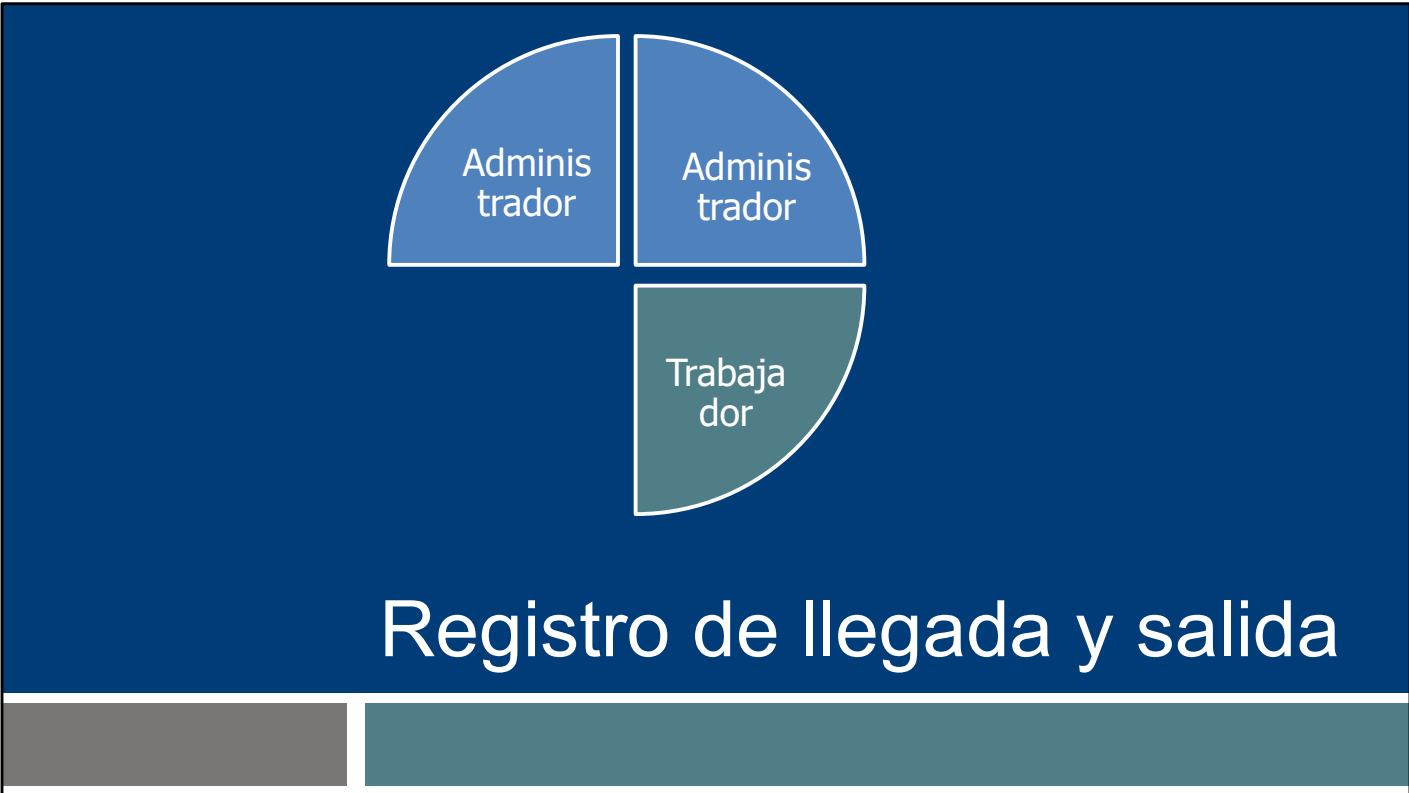 Adminis
trador
Adminis
trador
Trabaja
dor
Registro de llegada y salida